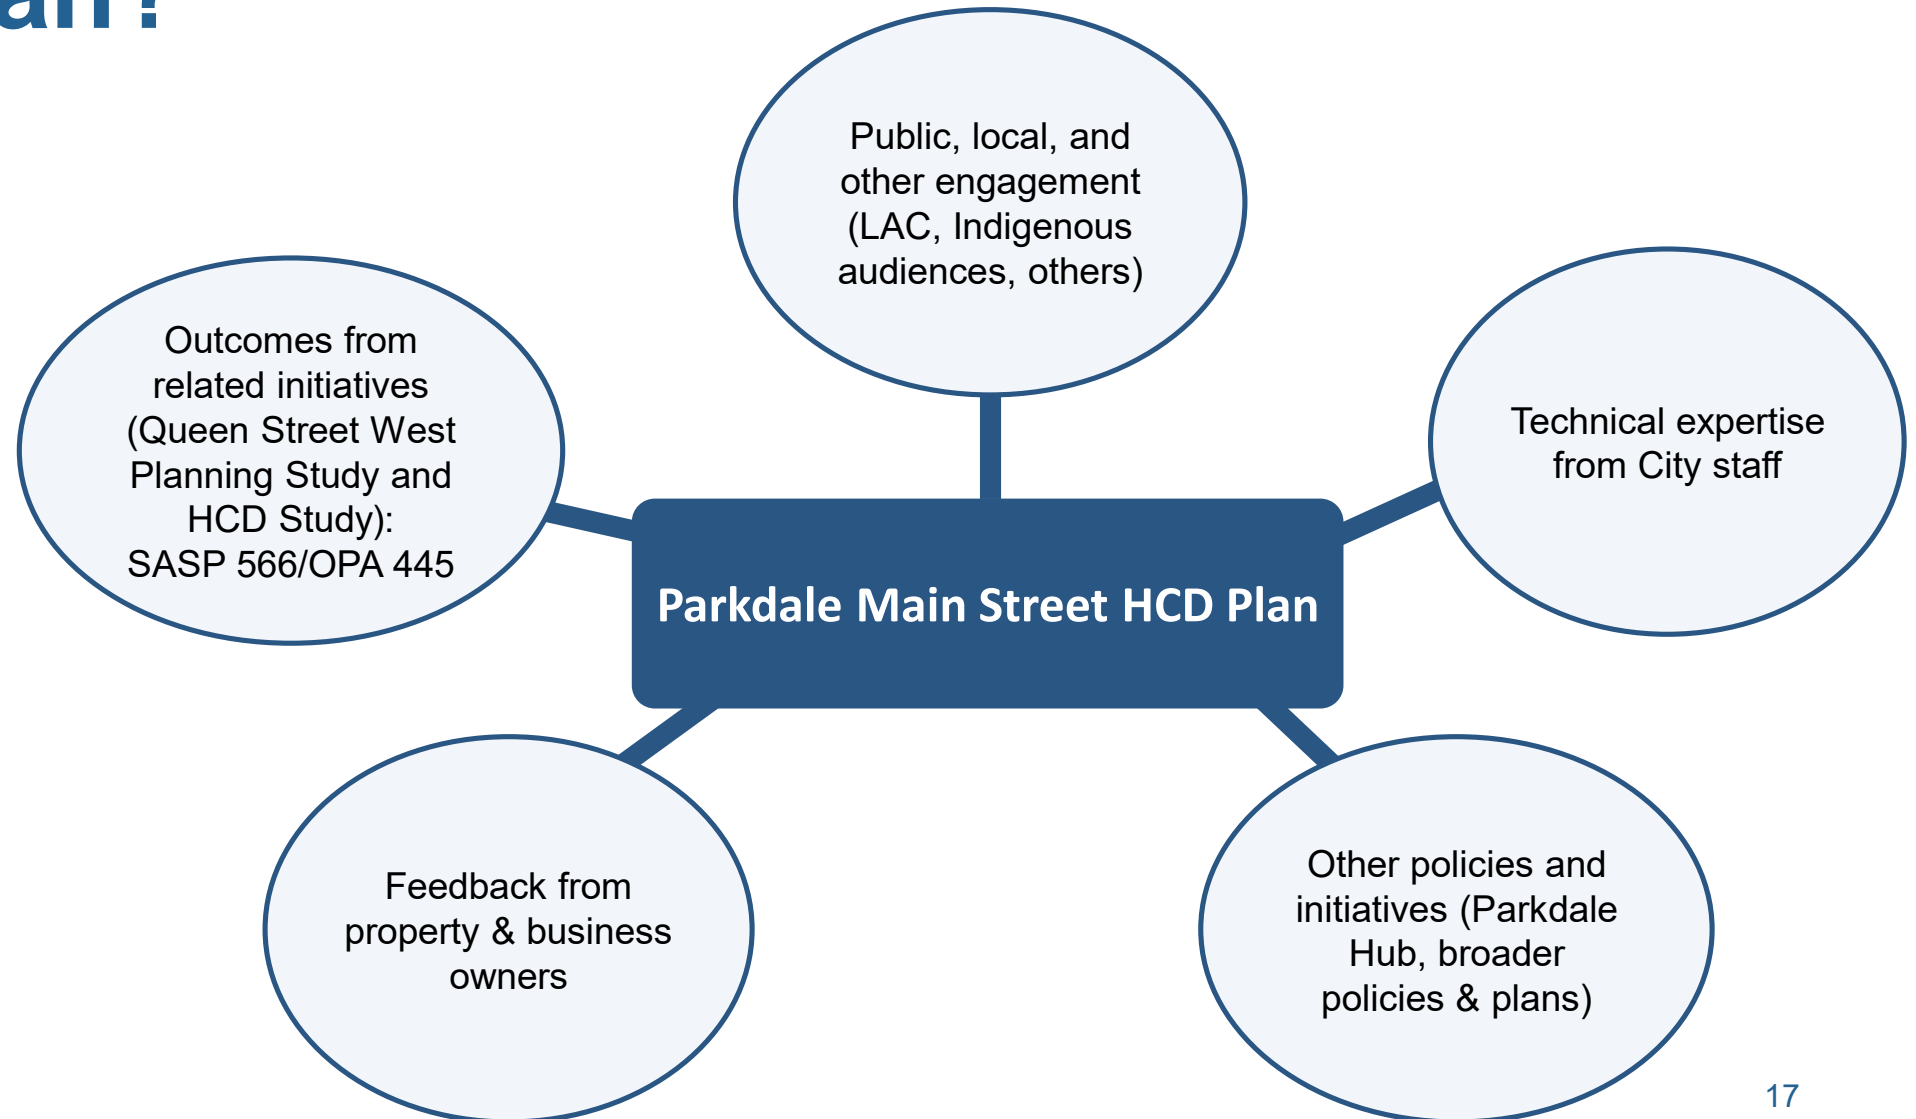 Public, local, and
other engagement
(LAC, Indigenous
audiences, others)
Outcomes from
related initiatives
(Queen Street West
Planning Study and
HCD Study):
SASP 566/OPA 445
Technical expertise
from City staff
Parkdale Main Street HCD Plan
Feedback from
property & business
owners
Other policies and
initiatives (Parkdale
Hub, broader
policies & plans)
17